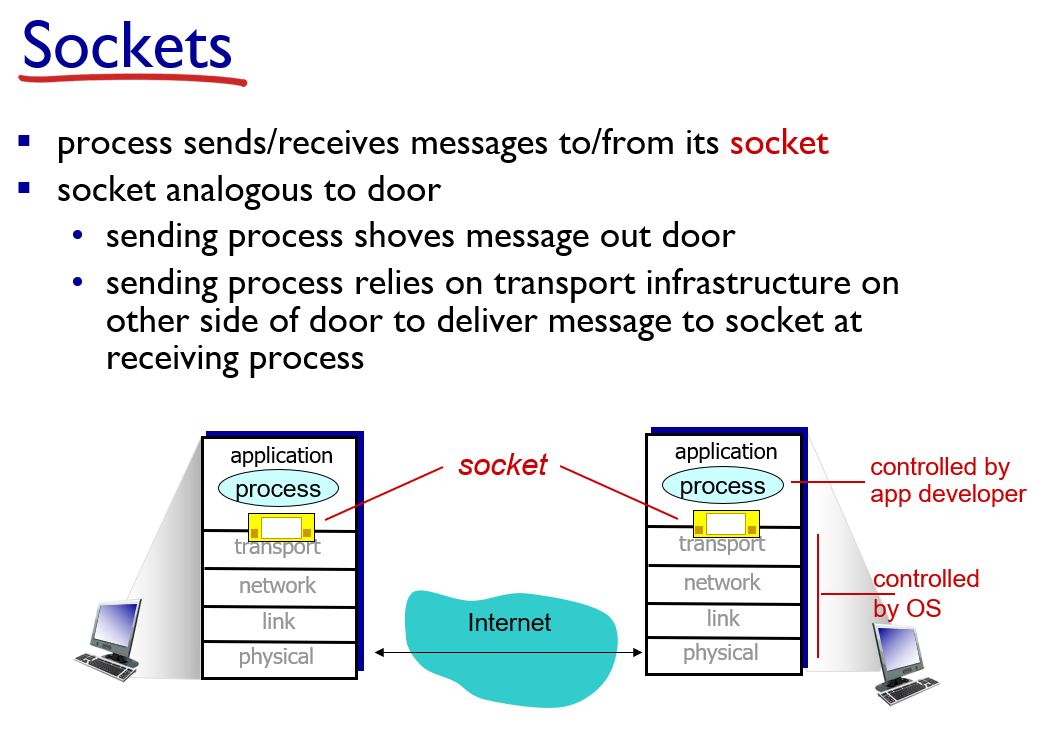 Sockets
process sends/receives messages to/from its socket
socket analogous to door
sending process shoves message out door
sending process relies on transport infrastructure on
other side of door to deliver message to socket at
receiving process
application
process
transport
network
link
physical
socket
Internet
application
process
transport
network
link
physical
controlled by
app developer
controlled
by OS